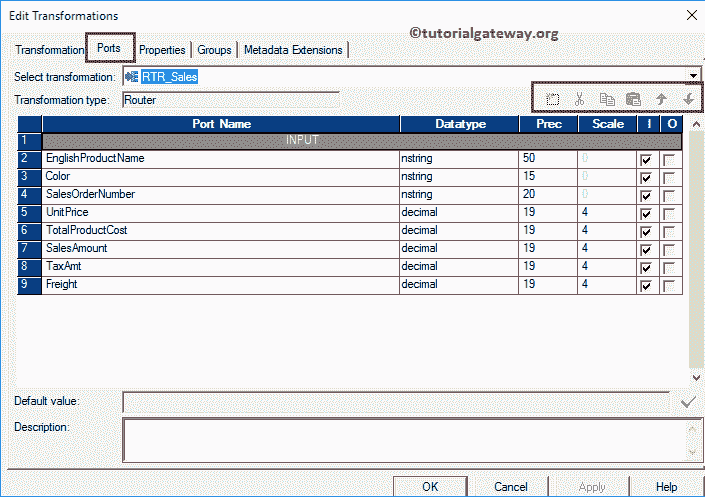 Edit Transformations
©tutorialgateway.org
Transformation Ports Properties Groups Metadata Extensions
Select transformation: RTR_Sales
Transformation type: Router
Port Name Datatype Prec Scale I O
1 INPUT
2 EnglishProductName nstring 50 0
3 Color nstring 15 0
4 SalesOrderNumber nstring 20 0
5 UnitPrice decimal 19 4
6 TotalProductCost decimal 19 4
7 SalesAmount decimal 19 4
8 TaxAmt decimal 19 4
9 Freight decimal 19 4
Default value:
Description:
OK Cancel Apply Help